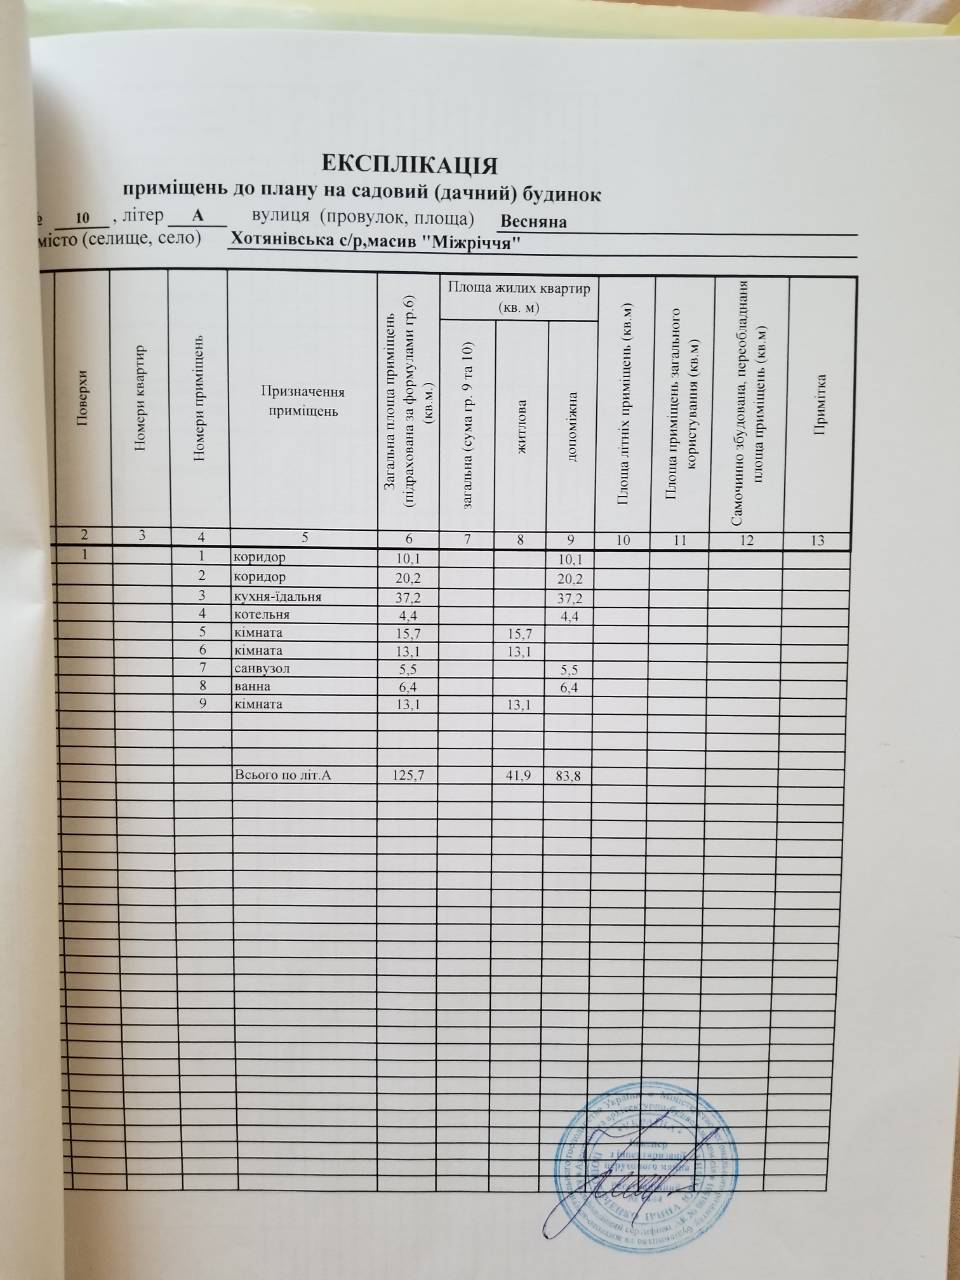 ЕКСПЛІКАЦІЯ
приміщень до плану на садовий (дачний) будинок
10 , літер А вулиця (провулок, площа) Весняна
місто (селище, село) Хотянівська с/р,масив "Міжріччя"
Поверхи
Номери квартир
Номери приміщень
Призначення
приміщень
Загальна площа приміщень
(підрахована за формулами гр.6)
(кв.м.)
Площа жилих квартир
(кв. м)
загальна (сума гр. 9 та 10)
житлова
допоміжна
Площа літніх приміщень (кв.м)
Площа приміщень загального
користування (кв.м)
Самочинно збудована, переобладнаня
площа приміщень (кв.м)
Примітка
2 3 4 5 6 7 8 9 10 11 12 13
1 1 коридор 10,1 10,1
2 коридор 20,2 20,2
3 кухня-їдальня 37,2 37,2
4 котельня 4,4 4,4
5 кімната 15,7 15,7
6 кімната 13,1 13,1
7 санвузол 5,5 5,5
8 ванна 6,4 6,4
9 кімната 13,1 13,1
Всього по літ.А 125,7 41,9 83,8